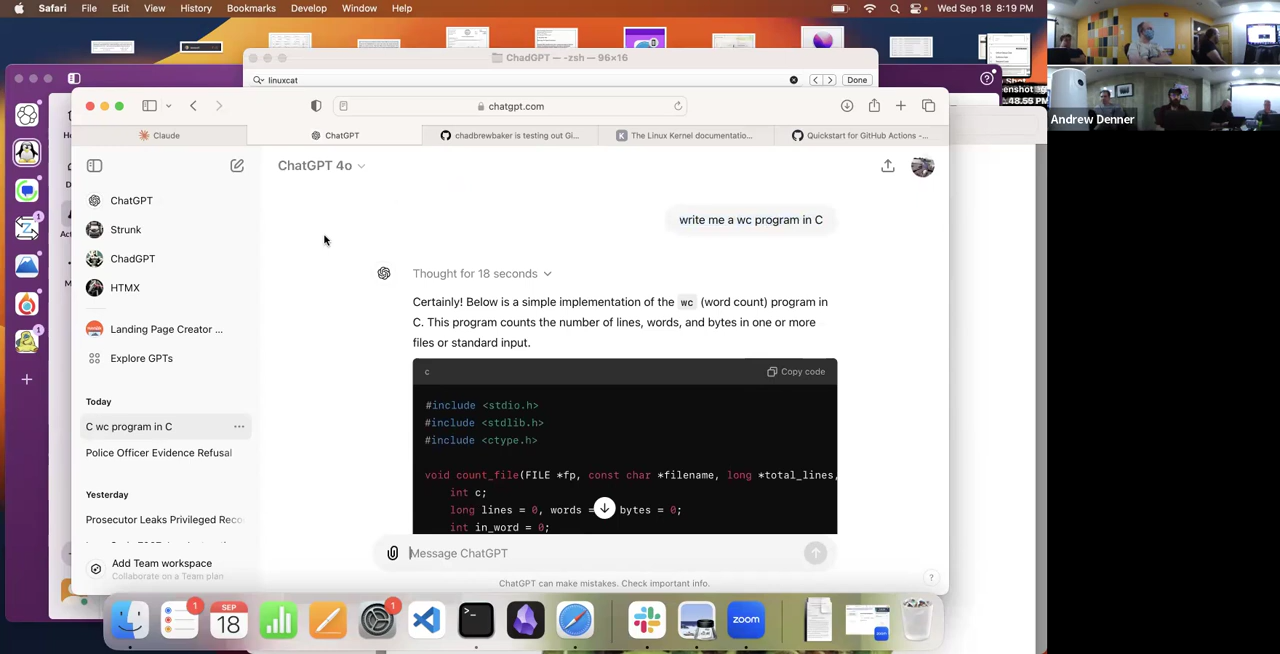 Safari File Edit View History Bookmarks Develop Window Help Wed Sep 18 8:19 PM
ChadGPT — -zsh — 96×16
linuxcat
Done
chatgpt.com
Claude
ChatGPT
chadbrewbaker is testing out Gi...
The Linux Kernel documentatio...
Quickstart for GitHub Actions -...
Andrew Denner
ChatGPT 4o
ChatGPT
Strunk
ChadGPT
HTMX
Landing Page Creator ...
Explore GPTs
Today
C wc program in C
Police Officer Evidence Refusal
Yesterday
Prosecutor Leaks Privileged Reco
Add Team workspace
Collaborate on a Team plan
write me a wc program in C
Thought for 18 seconds
Certainly! Below is a simple implementation of the wc (word count) program in
C. This program counts the number of lines, words, and bytes in one or more
files or standard input.
c
Copy code
#include <stdio.h>
#include <stdlib.h>
#include <ctype.h>
void count_file(FILE *fp, const char *filename, long *total_lines,
int c;
long lines = 0, words = bytes = 0;
int in_word = 0;
Message ChatGPT
ChatGPT can make mistakes. Check important info.
?
1
SEP
18
1
zoom